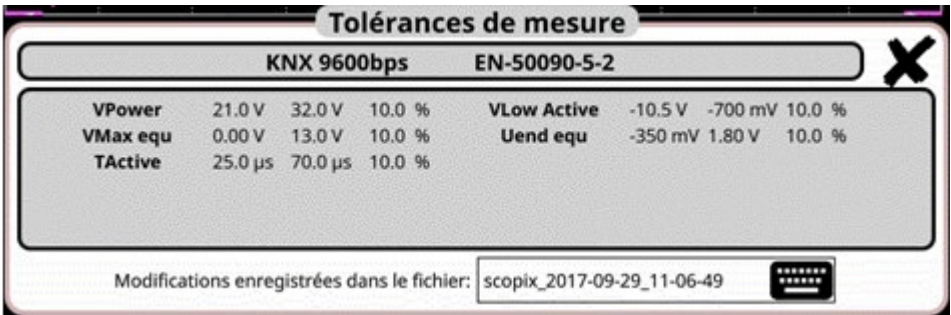 Tolérances de mesure
KNX 9600bps EN-50090-5-2
VPower 21.0 V 32.0 V 10.0 % VLow Active -10.5 V -700 mV 10.0 %
VMax equ 0.00 V 13.0 V 10.0 % Uend equ -350 mV 1.80 V 10.0 %
TActive 25.0 µs 70.0 µs 10.0 %
Modifications enregistrées dans le fichier: scopix_2017-09-29_11-06-49